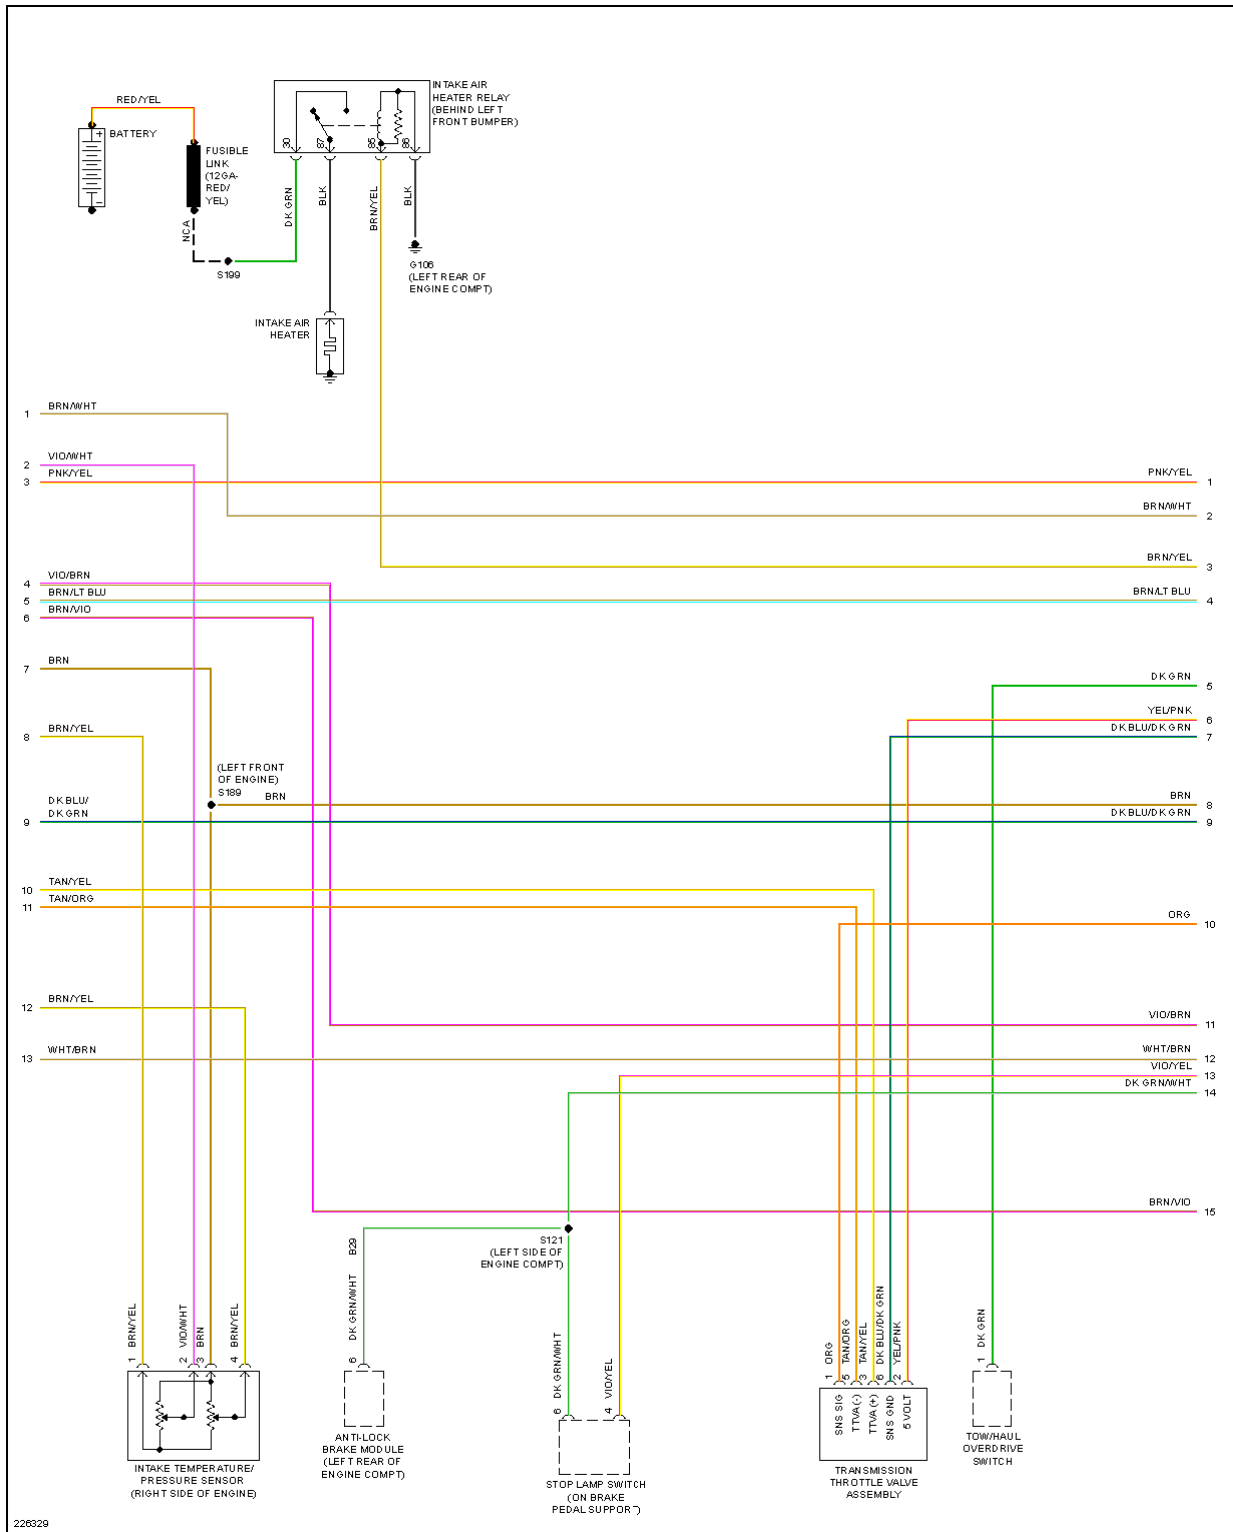 RED/YEL
BATTERY
+
-
FUSIBLE
LINK
(12GA-
RED/
YEL)
NCA
S199
INTAKE AIR
HEATER RELAY
(BEHIND LEFT
FRONT BUMPER)
30
87
85
86
DK GRN
BLK
BRN/YEL
BLK
G106
(LEFT REAR OF
ENGINE COMPT)
INTAKE AIR
HEATER
1 BRN/WHT
2 VIO/WHT
3 PNK/YEL
PNK/YEL 1
BRN/WHT 2
BRN/YEL 3
4 VIO/BRN
5 BRN/LT BLU
BRN/LT BLU 4
6 BRN/VIO
7 BRN
DK GRN 5
YEL/PNK 6
8 BRN/YEL
DK BLU/DK GRN 7
(LEFT FRONT
OF ENGINE)
S189
BRN
BRN 8
DK BLU/
9 DK GRN
DK BLU/DK GRN 9
10 TAN/YEL
11 TAN/ORG
ORG 10
12 BRN/YEL
VIO/BRN 11
13 WHT/BRN
WHT/BRN 12
VIO/YEL 13
DK GRN/WHT 14
BRN/VIO 15
S121
(LEFT SIDE OF
ENGINE COMPT)
1 BRN/YEL
2 VIO/WHT
3 BRN
4 BRN/YEL
INTAKE TEMPERATURE/
PRESSURE SENSOR
(RIGHT SIDE OF ENGINE)
B29
6 DK GRN/WHT
ANTI-LOCK
BRAKE MODULE
(LEFT REAR OF
ENGINE COMPT)
6 DK GRN/WHT
4 VIO/YEL
STOP LAMP SWITCH
(ON BRAKE
PEDAL SUPPORT)
1 ORG
5 TAN/ORG
3 TAN/YEL
6 DK BLU/DK GRN
2 YEL/PNK
SNS SIG
TTVA (-)
TTVA (+)
SNS GND
5 VOLT
TRANSMISSION
THROTTLE VALVE
ASSEMBLY
1 DK GRN
TOW/HAUL
OVERDRIVE
SWITCH
226329